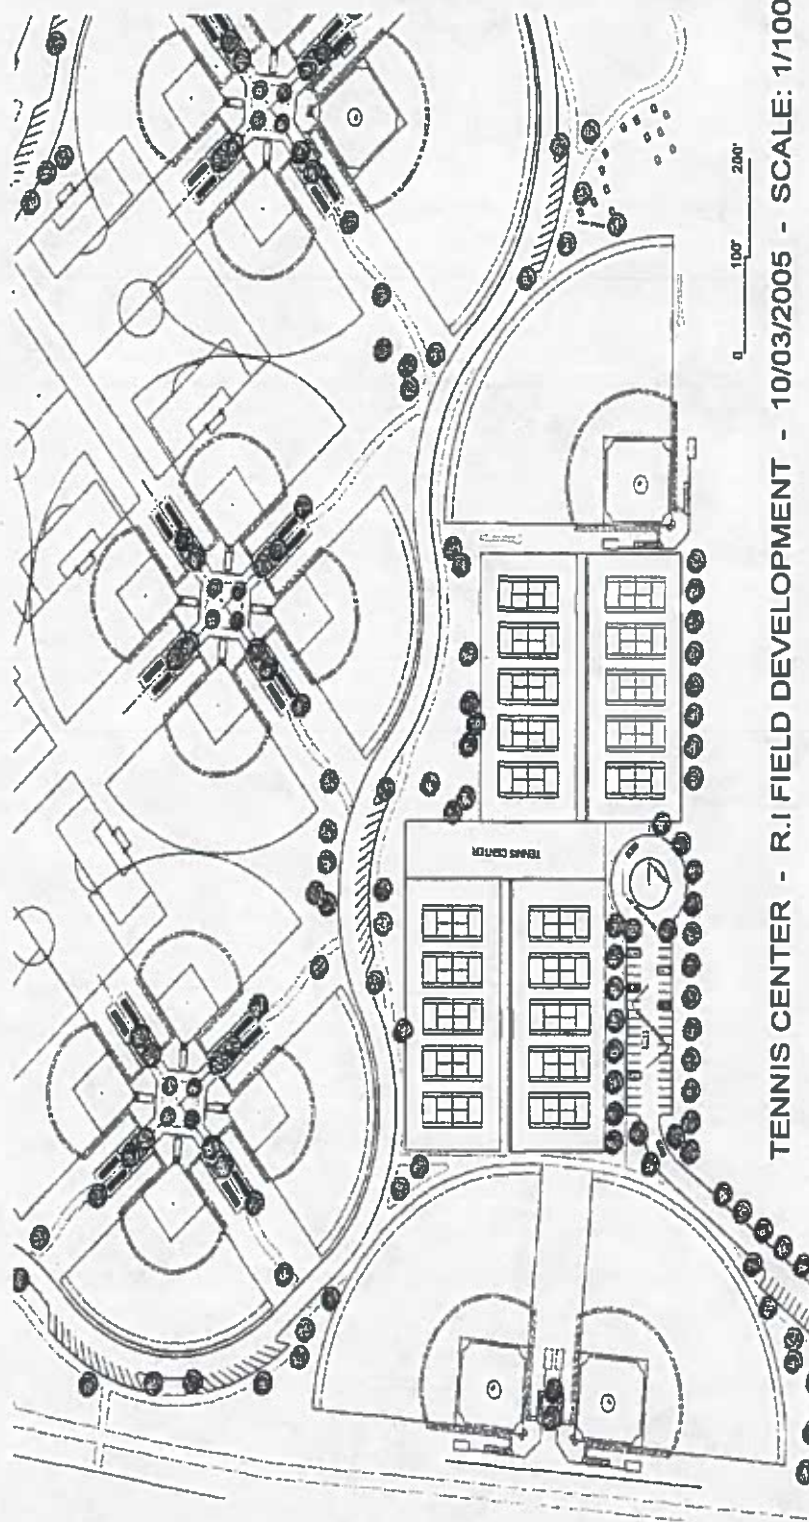 TENNIS CENTER
0 100' 200'
TENNIS CENTER - R.I FIELD DEVELOPMENT - 10/03/2005 - SCALE: 1/100